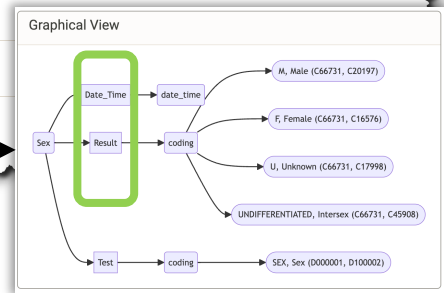 Graphical View
M, Male (C66731, C20197)
Date_Time
date_time
F, Female (C66731, C16576)
Sex
Result
coding
U, Unknown (C66731, C17998)
UNDIFFERENTIATED, Intersex (C66731, C45908)
Test
coding
SEX, Sex (D000001, D100002)